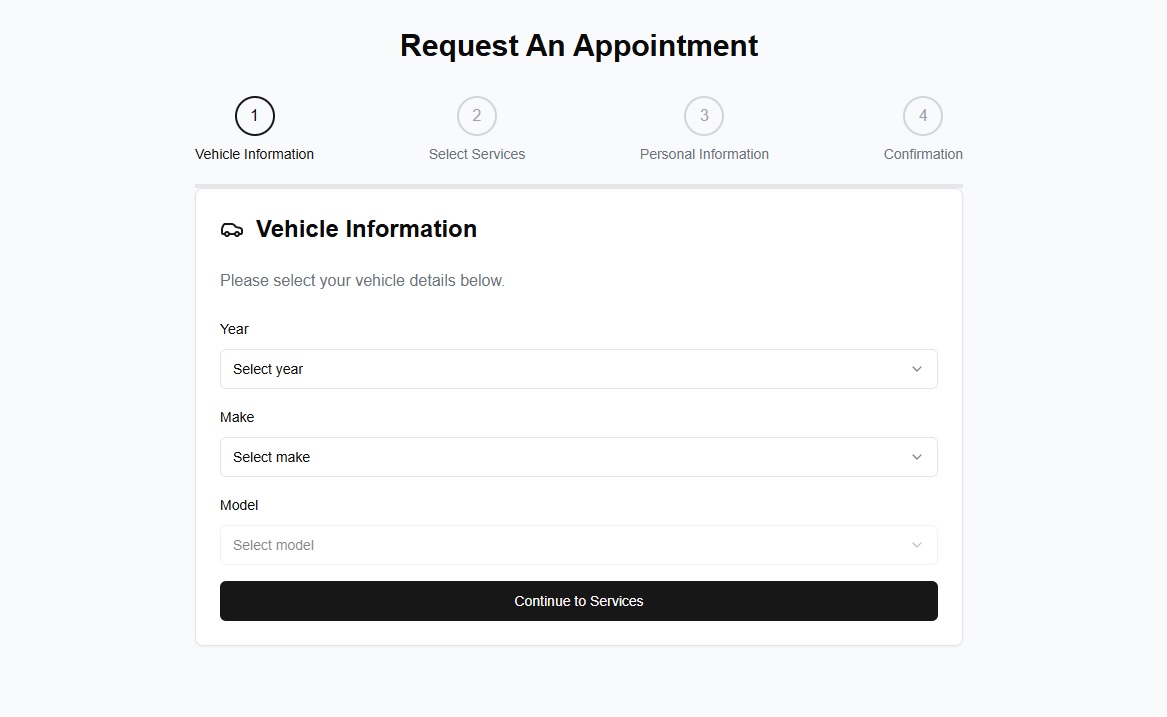 Request An Appointment
1
2
3
4
Vehicle Information
Select Services
Personal Information
Confirmation
Vehicle Information
Please select your vehicle details below.
Year
Select year
Make
Select make
Model
Select model
Continue to Services